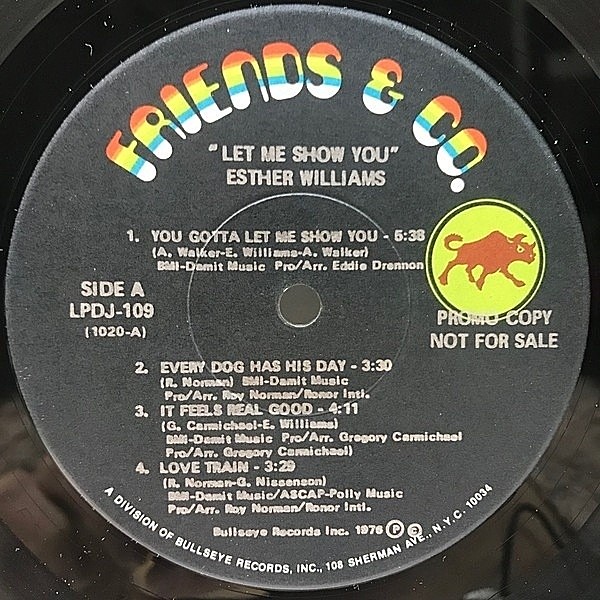 FRIENDS & CO.
"LET ME SHOW YOU"
ESTHER WILLIAMS
1. YOU GOTTA LET ME SHOW YOU - 5:38
(A. Walker-E. Williams-A. Walker)
BMI-Damit Music Pro/Arr. Eddie Drennon
SIDE A
LPDJ-109
(1020-A)
PROMO COPY
NOT FOR SALE
2. EVERY DOG HAS HIS DAY - 3:30
(R. Norman) BMI-Damit Music
Pro/Arr. Roy Norman/Ronor Intl.
3. IT FEELS REAL GOOD - 4:11
(G. Carmichael-E. Williams)
BMI-Damit Music Pro/Arr. Gregory Carmichael
Pro/Arr. Gregory Carmichael)
4. LOVE TRAIN - 3:29
(R. Norman-G. Nissenson)
BMI-Damit Music/ASCAP-Polly Music
Pro/Arr. Roy Norman/Ronor Intl.
Bullseye Records Inc. 1976 ℗ ©
A DIVISION OF BULLSEYE RECORDS, INC., 108 SHERMAN AVE., N.Y.C. 10034